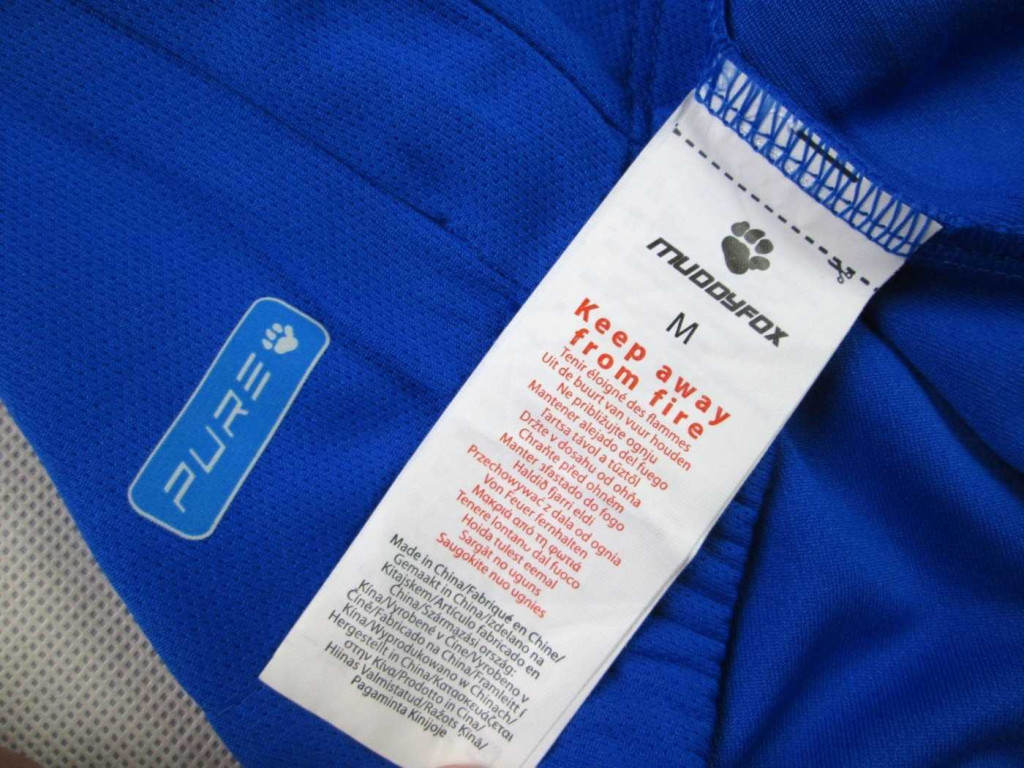 PURE
MUDDYFOX
M
Keep away
from fire
Tenir éloigné des flammes
Uit de buurt van vuur houden
Ne približujte ognju
Mantener alejado del fuego
Tartsa távol a tűztől
Držte v dosahu od ohňa
Chraňte před ohněm
Manter afastado do fogo
Haldið fjarri eldi
Przechowywać z dala od ognia
Von Feuer fernhalten
Μακριά από τη φωτιά
Tenere lontano dal fuoco
Hoida tulest eemal
Sargāt no uguns
Saugokite nuo ugnies
Made in China/Fabriqué en Chine/
Gemaakt in China/Izdelano na
Kitajskem/Artículo fabricado en
China/Származási ország:
Kína/Vyrobené v Číne/Vyrobeno v
Číně/Fabricado na China/Framleitt í
Kína/Wyprodukowano w Chinach/
Hergestellt in China/Κατασκευάζεται
στην Κίνα/Prodotto in Cina/
Hiinas Valmistatud/Ražots Ķīnā/
Pagaminta Kinijoje